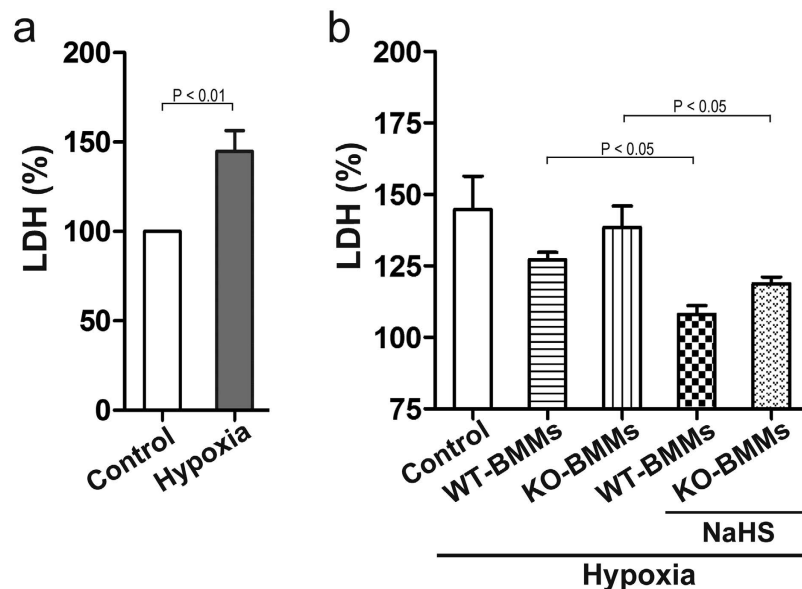 a
LDH (%)
200
150
100
50
0
P < 0.01
Control
Hypoxia
b
LDH (%)
200
175
150
125
100
75
P < 0.05
P < 0.05
Control
WT-BMMs
KO-BMMs
WT-BMMs
KO-BMMs
NaHS
Hypoxia